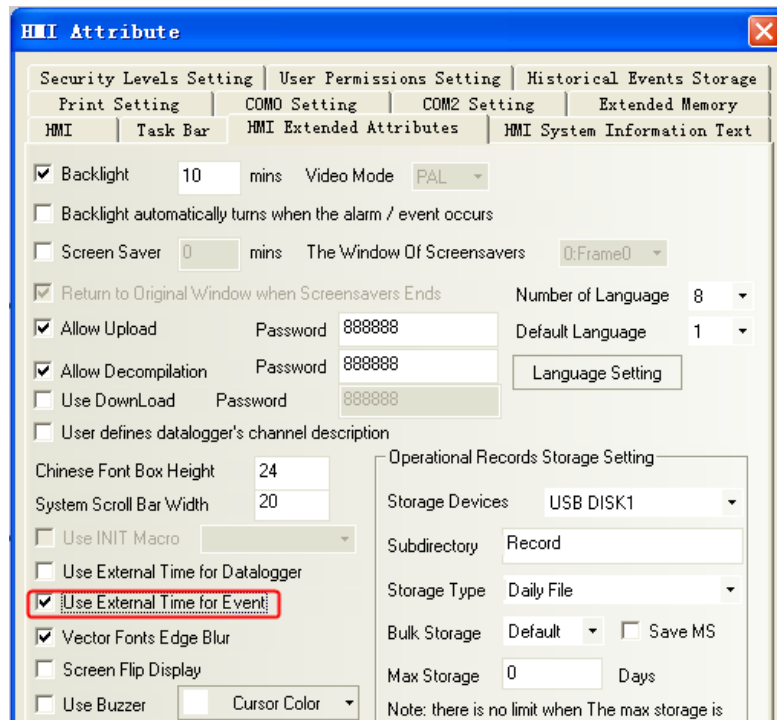 HMI Attribute
Security Levels Setting User Permissions Setting Historical Events Storage
Print Setting COM0 Setting COM2 Setting Extended Memory
HMI Task Bar HMI Extended Attributes HMI System Information Text
Backlight 10 mins Video Mode PAL
Backlight automatically turns when the alarm / event occurs
Screen Saver 0 mins The Window Of Screensavers 0:Frame0
Return to Original Window when Screensavers Ends Number of Language 8
Allow Upload Password 888888 Default Language 1
Allow Decompilation Password 888888 Language Setting
Use DownLoad Password 888888
User defines datalogger's channel description
Chinese Font Box Height 24
System Scroll Bar Width 20
Use INIT Macro
Use External Time for Datalogger
Use External Time for Event
Vector Fonts Edge Blur
Screen Flip Display
Use Buzzer Cursor Color
Operational Records Storage Setting
Storage Devices USB DISK1
Subdirectory Record
Storage Type Daily File
Bulk Storage Default Save MS
Max Storage 0 Days
Note: there is no limit when The max storage is